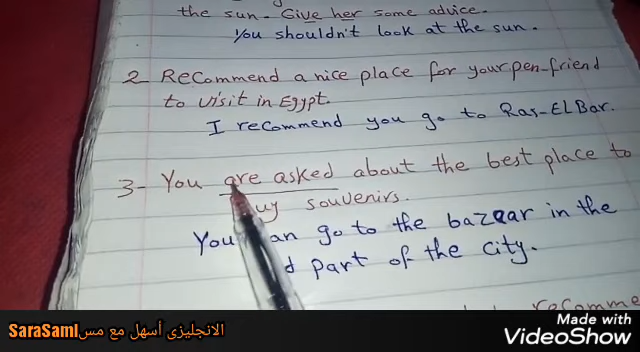 the sun. Give her some advice.
You shouldn't look at the sun.
2 Recommend a nice place for your pen-friend
to visit in Egypt.
I recommend you go to Ras-El Bar.
3- You are asked about the best place to
uy souvenirs.
You an go to the bazaar in the
d part of the city.
recomme
SaraSamI الانجليزى أسهل مع مس
Made with
VideoShow